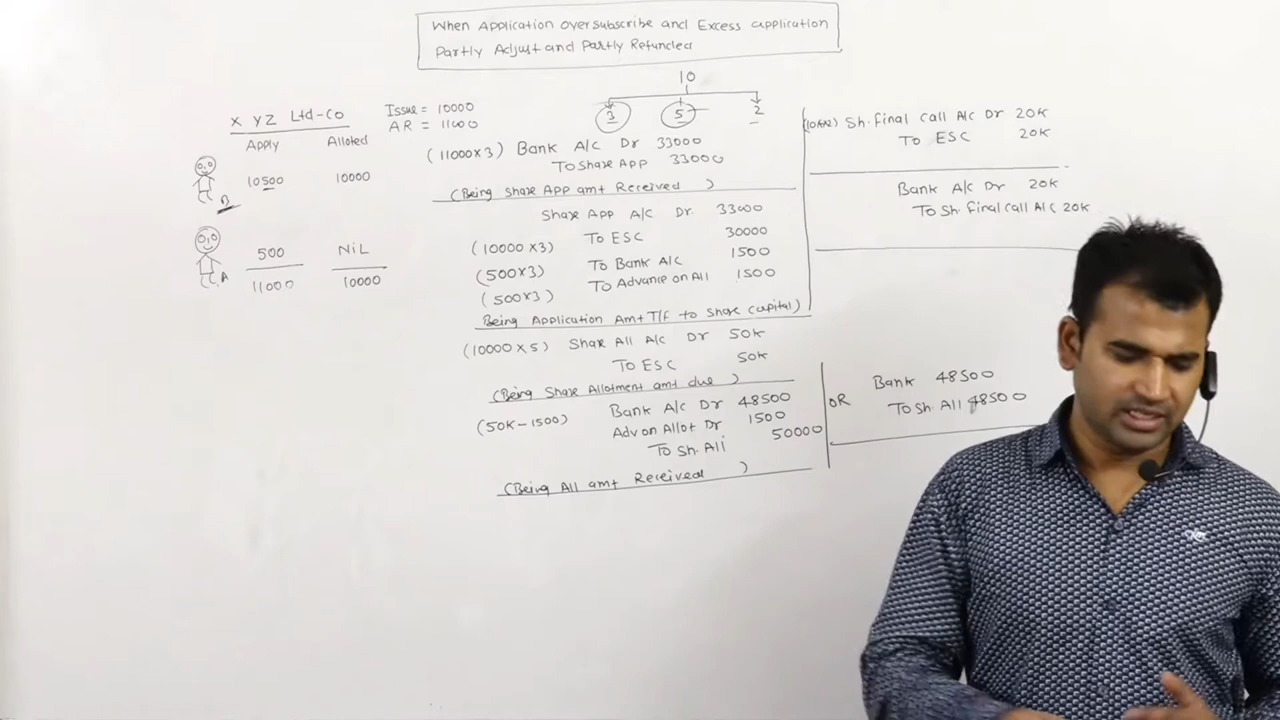 When Application oversubscribe and Excess application
Partly Adjust and Partly Refunded
10
3 5 2
X YZ Ltd-Co
Issue = 10000
AR = 11000
Apply Alloted
10500 10000
B
500 NiL
A
11000 10000
(11000 x 3) Bank A/C Dr 33000
To Share App 33000
(Being Share App amt Received )
Share App A/C Dr. 33000
(10000 x3) To ESC 30000
(500 x3) To Bank A/C 1500
(500 x3) To Advance on All 1500
Being Application Amt T/f to Share capital)
(10000 x 5) Share All A/C Dr 50K
To ESC 50K
(Being Share Allotment amt due )
(50K - 1500) Bank A/C Dr 48500
Adv on Allot Dr 1500
To Sh. All 50000
(Being All amt Received )
Sh. Final call A/c Dr 20K
To ESC 20K
Bank A/c Dr 20K
To Sh. final call A/c 20K
OR
Bank 48500
To Sh. All 48500